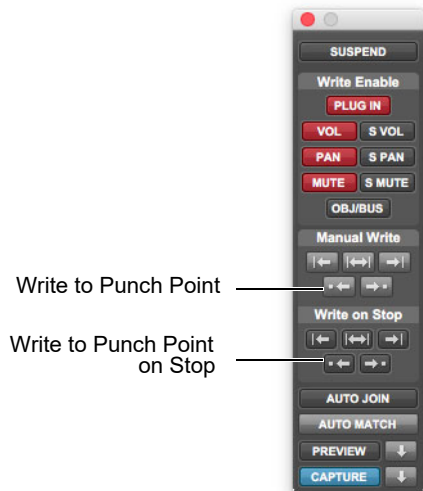 SUSPEND
Write Enable
PLUG IN
VOL S VOL
PAN S PAN
MUTE S MUTE
OBJ/BUS
Manual Write
Write to Punch Point
Write on Stop
Write to Punch Point
on Stop
AUTO JOIN
AUTO MATCH
PREVIEW
CAPTURE